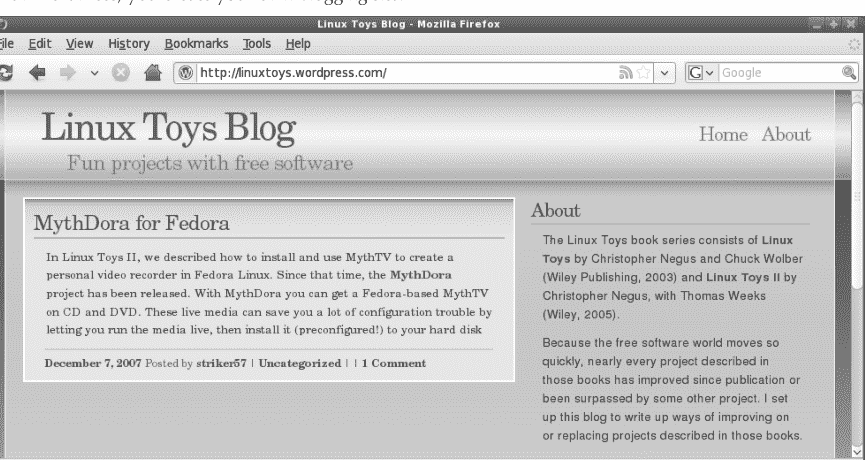 Linux Toys Blog - Mozilla Firefox
File Edit View History Bookmarks Tools Help
http://linuxtoys.wordpress.com/
G Google
Linux Toys Blog
Home About
Fun projects with free software
MythDora for Fedora
In Linux Toys II, we described how to install and use MythTV to create a
personal video recorder in Fedora Linux. Since that time, the MythDora
project has been released. With MythDora you can get a Fedora-based MythTV
on CD and DVD. These live media can save you a lot of configuration trouble by
letting you run the media live, then install it (preconfigured!) to your hard disk
December 7, 2007 Posted by striker57 | Uncategorized | | 1 Comment
About
The Linux Toys book series consists of Linux
Toys by Christopher Negus and Chuck Wolber
(Wiley Publishing, 2003) and Linux Toys II by
Christopher Negus, with Thomas Weeks
(Wiley, 2005).
Because the free software world moves so
quickly, nearly every project described in
those books has improved since publication or
been surpassed by some other project. I set
up this blog to write up ways of improving on
or replacing projects described in those books.